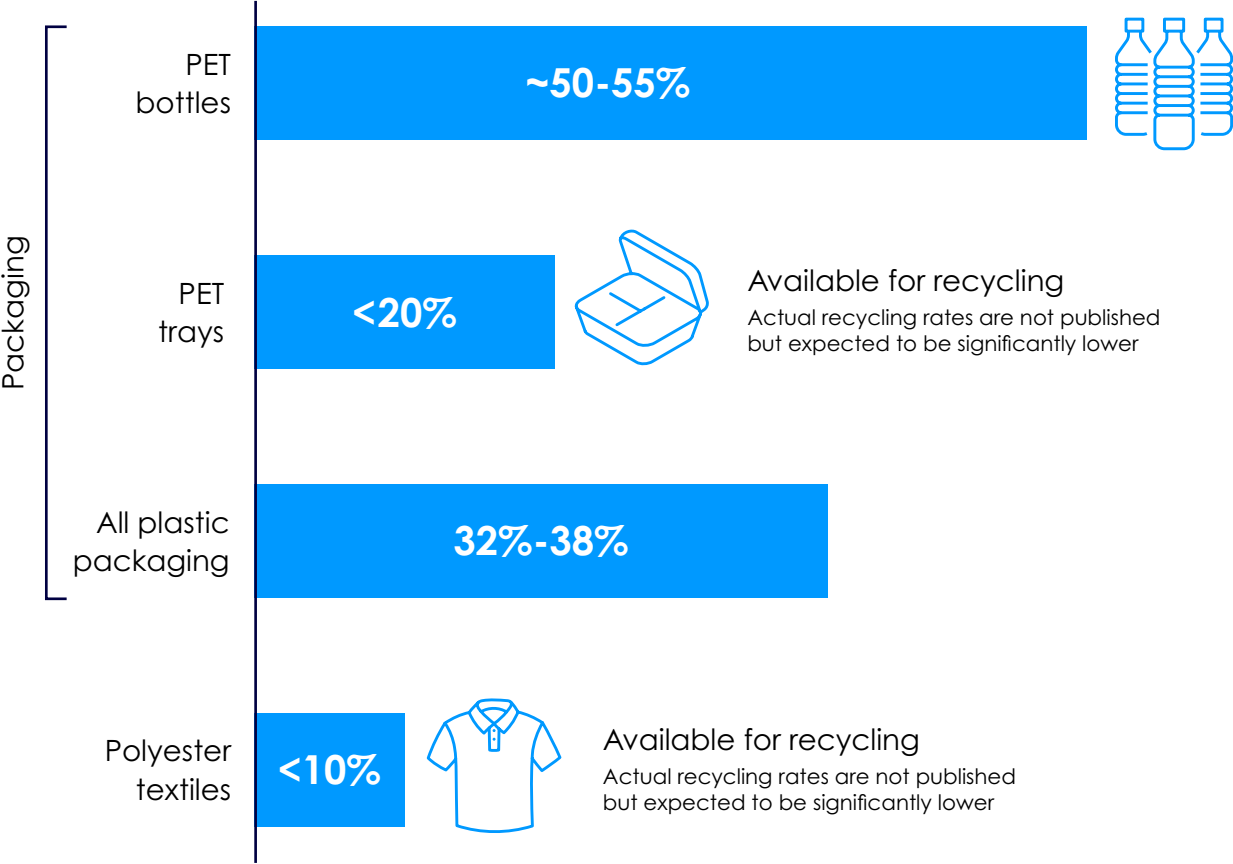 Packaging
PET
bottles
~50-55%
PET
trays
<20%
Available for recycling
Actual recycling rates are not published
but expected to be significantly lower
All plastic
packaging
32%-38%
Polyester
textiles
<10%
Available for recycling
Actual recycling rates are not published
but expected to be significantly lower